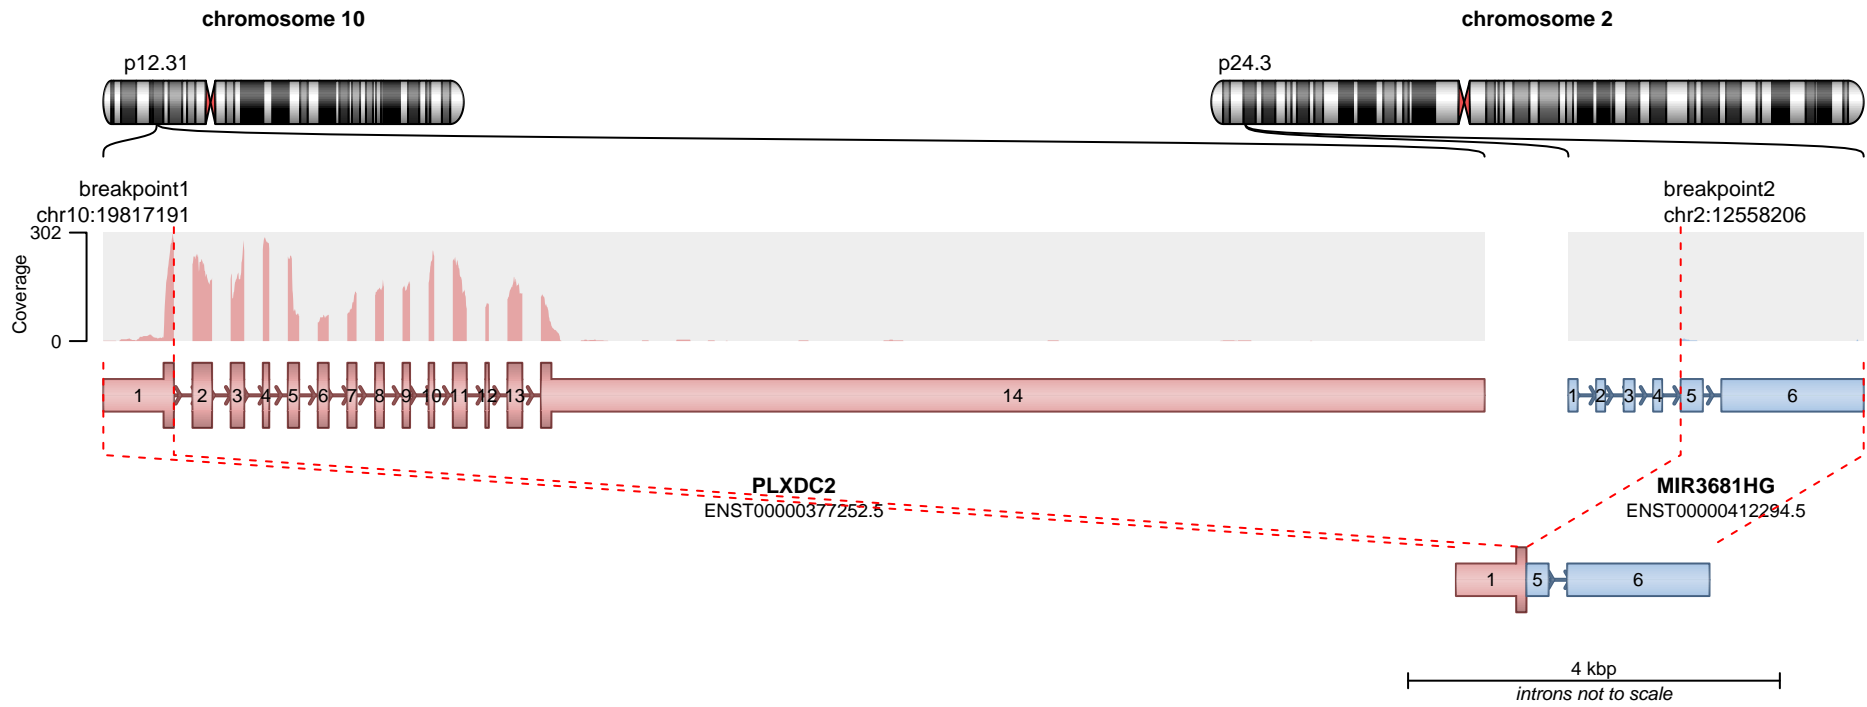 chromosome 10
chromosome 2
p12.31
p24.3
breakpoint1
chr10:19817191
breakpoint2
chr2:12558206
302
Coverage
0
1 2 3 4 5 6 7 8 9 10 11 12 13 14
1 2 3 4 5 6
PLXDC2
ENST00000377252.5
MIR3681HG
ENST00000412294.5
1 5 6
4 kbp
introns not to scale